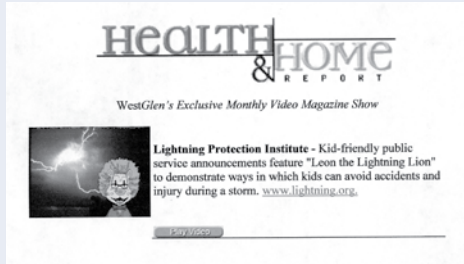 HEALTH
& HOME
REPORT
WestGlen's Exclusive Monthly Video Magazine Show
Lightning Protection Institute - Kid-friendly public
service announcements feature "Leon the Lightning Lion"
to demonstrate ways in which kids can avoid accidents and
injury during a storm. www.lightning.org.
Play Video